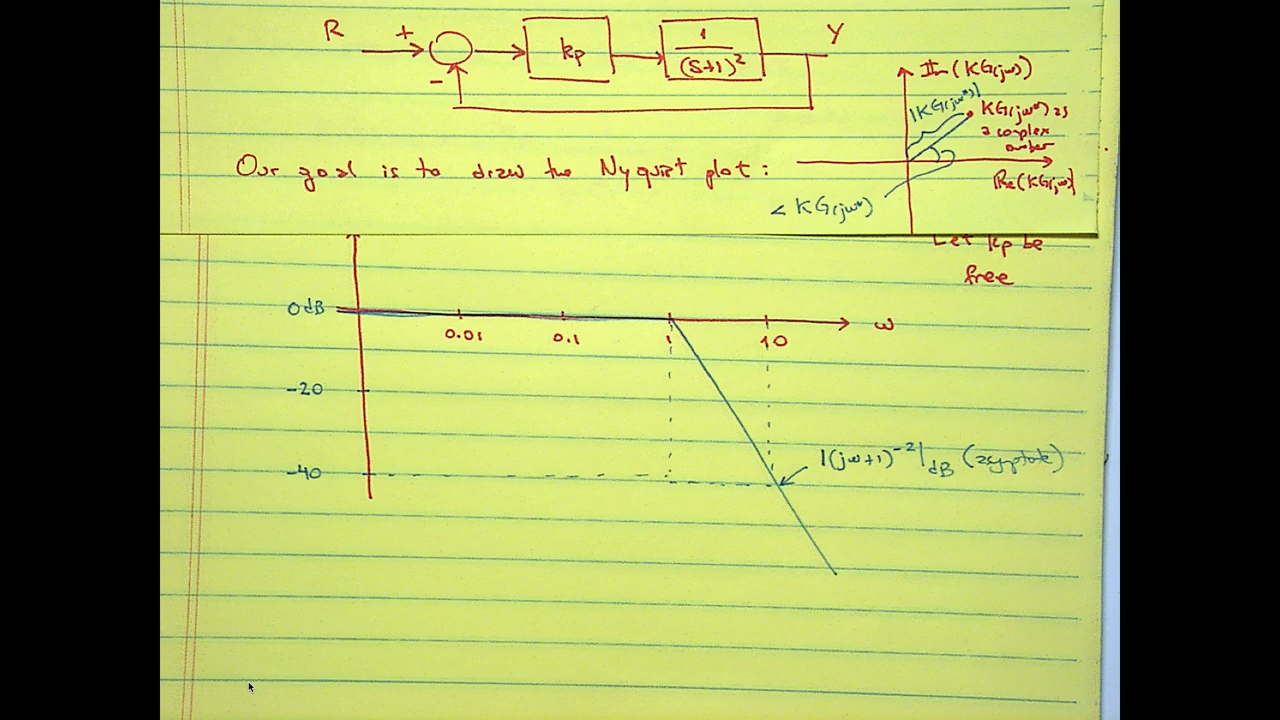 R + kp 1/(s+1)² Y
-
Im(KG(jω))
|KG(jω*)|
KG(jω*) as
a complex
number
Our goal is to draw the Nyquist plot:
Re(KG(jω))
∠ KG(jω*)
Let kp be
free
0dB
ω
0.01 0.1 1 10
-20
|(jω+1)⁻²|dB (asyptote)
-40